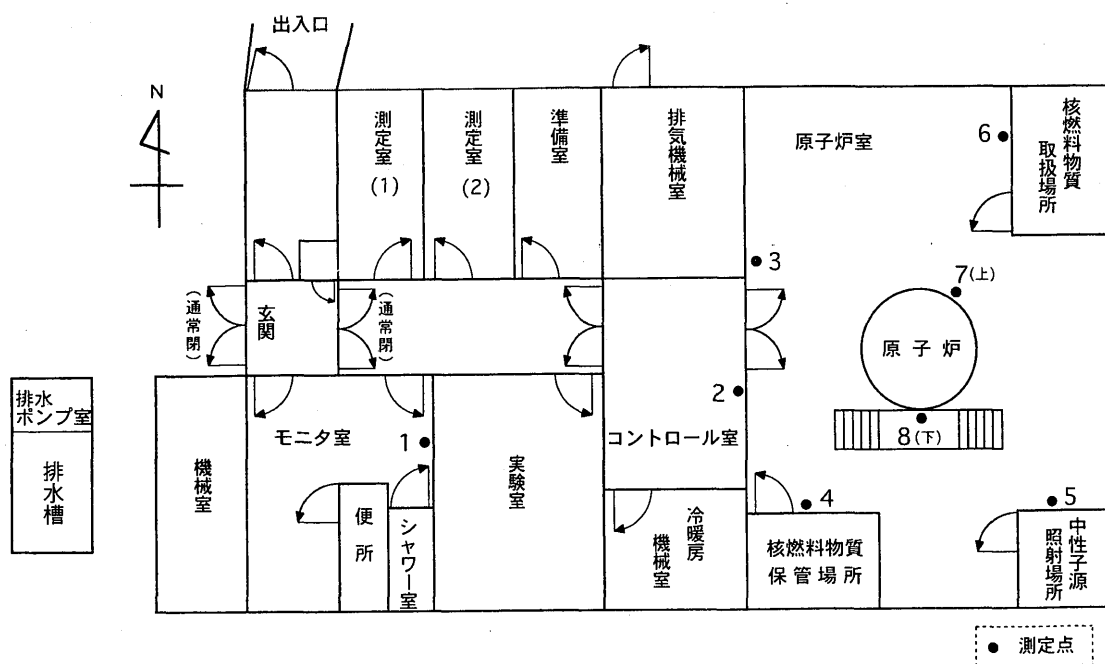 出入口
N
測定室
(1)
測定室
(2)
準備室
排気機械室
原子炉室
6
核燃料物質
取扱場所
3
7(上)
(通常閉)
玄関
(通常閉)
原子炉
2
8(下)
排水
ポンプ室
排水槽
機械室
モニタ室
1
便所
シャワー室
実験室
コントロール室
冷暖房
機械室
4
核燃料物質
保管場所
5
中性子源
照射場所
● 測定点